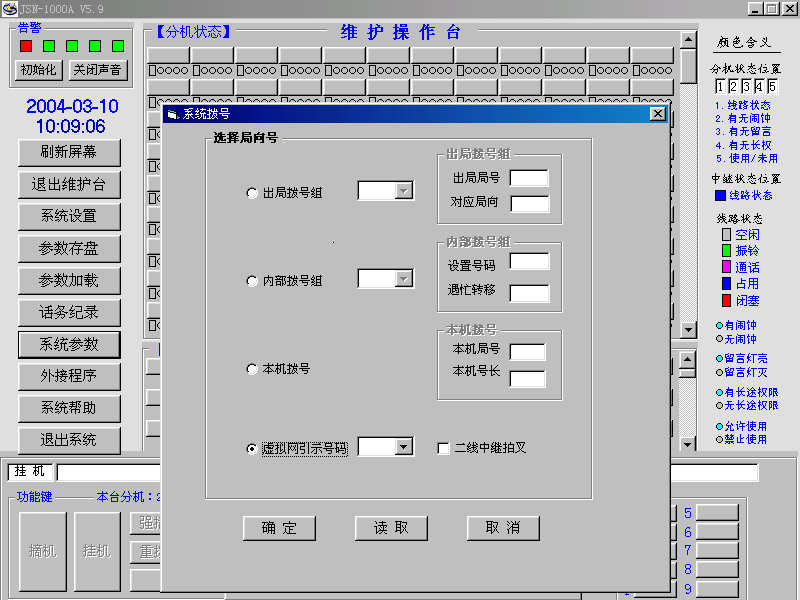 JSN-1000A V5.9
告警
初始化 关闭声音
2004-03-10
10:09:06
刷新屏幕
退出维护台
系统设置
参数存盘
参数加载
话务纪录
系统参数
外接程序
系统帮助
退出系统
【分机状态】
维护操作台
颜色含义
分机状态位置
1 2 3 4 5
1. 线路状态
2. 有无闹钟
3. 有无留言
4. 有无长权
5. 使用/未用
中继状态位置
线路状态
线路状态
空闲
振铃
通话
占用
闭塞
有闹钟
无闹钟
留言灯亮
留言灯灭
有长途权限
无长途权限
允许使用
禁止使用
系统拨号
选择局向号
出局拨号组
内部拨号组
本机拨号
虚拟网引示号码
出局拨号组
出局局号
对应局向
内部拨号组
设置号码
遇忙转移
本机拨号
本机局号
本机号长
二线中继拍叉
确定 读取 取消
挂机
功能键 本台分机：2
摘机 挂机
5
6
7
8
9